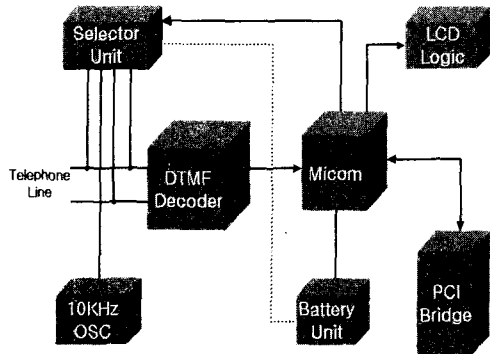 Selector
Unit
LCD
Logic
Telephone
Line
DTMF
Decoder
Micom
10KHz
OSC
Battery
Unit
PCI
Bridge